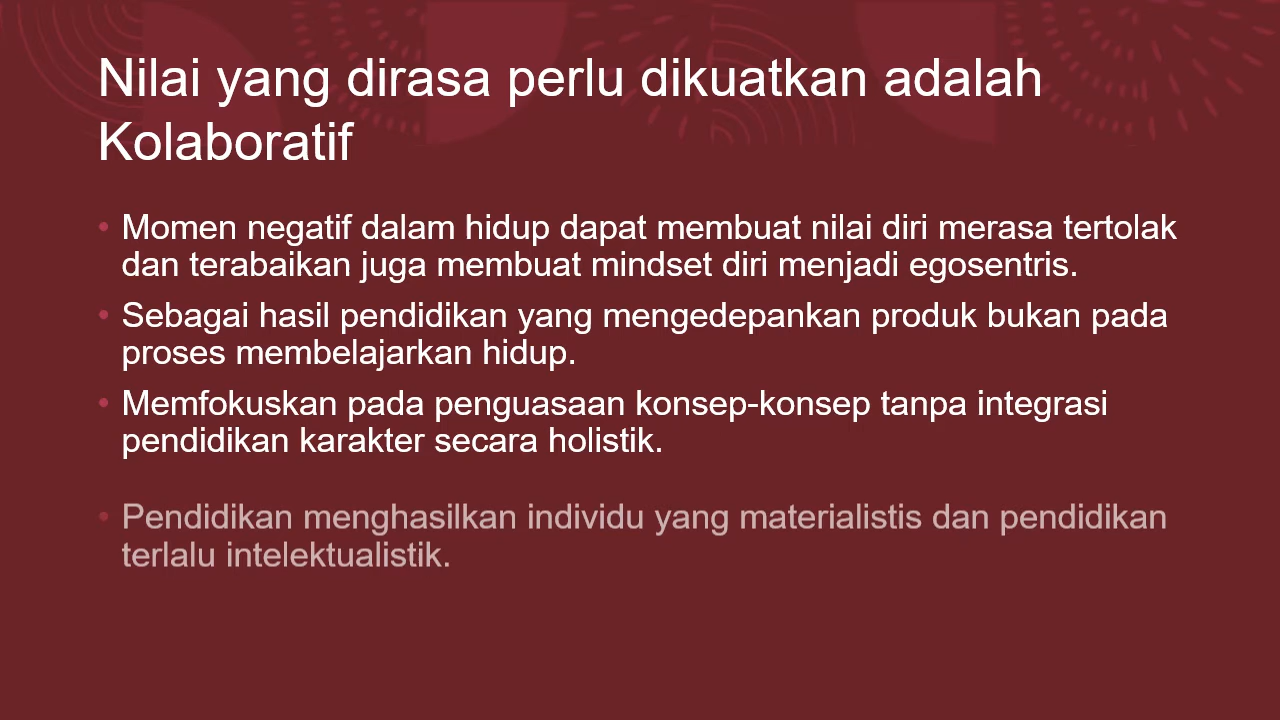 Nilai yang dirasa perlu dikuatkan adalah
Kolaboratif
• Momen negatif dalam hidup dapat membuat nilai diri merasa tertolak
dan terabaikan juga membuat mindset diri menjadi egosentris.
• Sebagai hasil pendidikan yang mengedepankan produk bukan pada
proses membelajarkan hidup.
• Memfokuskan pada penguasaan konsep-konsep tanpa integrasi
pendidikan karakter secara holistik.
• Pendidikan menghasilkan individu yang materialistis dan pendidikan
terlalu intelektualistik.